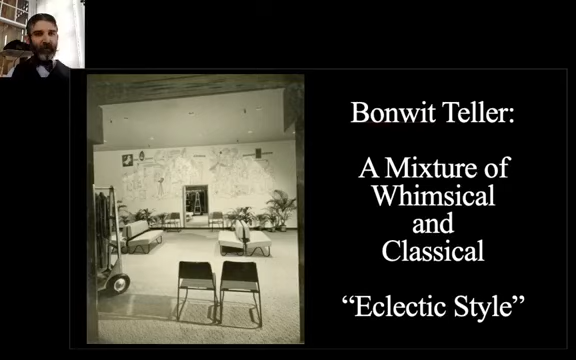 Bonwit Teller:
A Mixture of
Whimsical
and
Classical
“Eclectic Style”